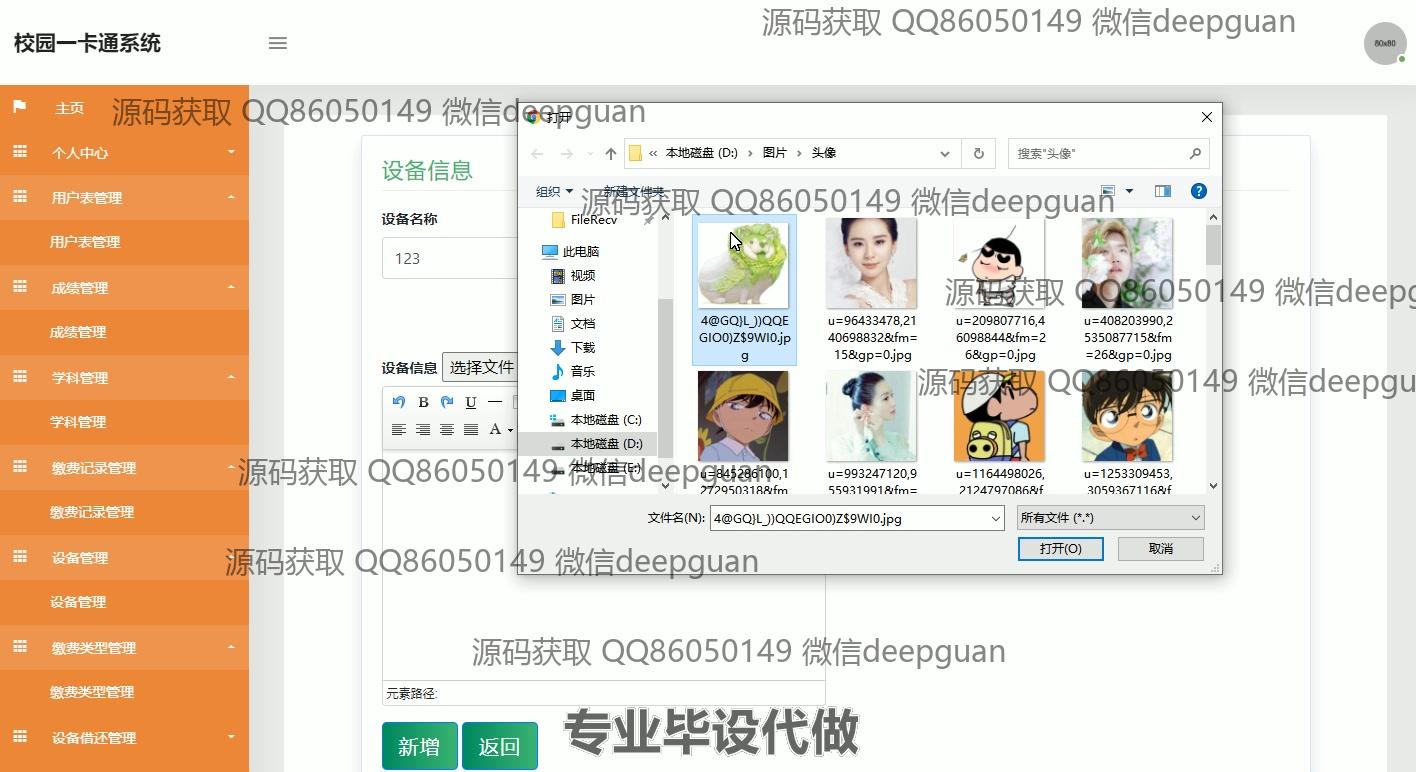 源码获取 QQ86050149 微信deepguan
校园一卡通系统
80x80
主页
源码获取 QQ86050149 微信deepguan
打开
个人中心
本地磁盘 (D:) › 图片 › 头像
搜索"头像"
设备信息
组织
新建文件夹
用户表管理
源码获取 QQ86050149 微信deepguan
设备名称
FileRecv
用户表管理
123
此电脑
视频
成绩管理
图片
源码获取 QQ86050149 微信deepg
文档
4@GQ}L_))QQE
GIO0)Z$9WI0.jp
g
u=96433478,21
40698832&fm=
15&gp=0.jpg
u=209807716,4
6098844&fm=2
6&gp=0.jpg
u=408203990,2
535087715&fm
=26&gp=0.jpg
成绩管理
下载
设备信息
选择文件
音乐
学科管理
源码获取 QQ86050149 微信deepgu
桌面
B
U
A
本地磁盘 (C:)
学科管理
本地磁盘 (D:)
缴费记录管理
本地磁盘 (E:)
源码获取 QQ86050149 微信deepguan
u=845286100,1
272950318&fm
u=993247120,9
55931991&fm=
u=1164498026,
2124797086&f
u=1253309453,
3059367116&f
缴费记录管理
文件名(N):
4@GQ}L_))QQEGIO0)Z$9WI0.jpg
所有文件 (*.*)
打开(O)
取消
设备管理
源码获取 QQ86050149 微信deepguan
设备管理
缴费类型管理
源码获取 QQ86050149 微信deepguan
缴费类型管理
元素路径:
设备借还管理
新增
返回
专业毕设代做